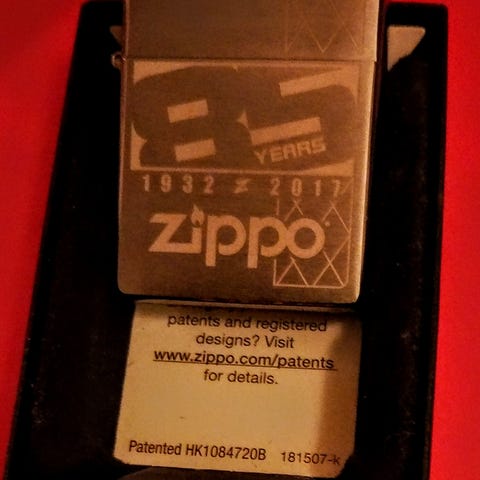 85
YEARS
1932 z 2017
zippo
patents and registered
designs? Visit
www.zippo.com/patents
for details.
Patented HK1084720B 181507-k